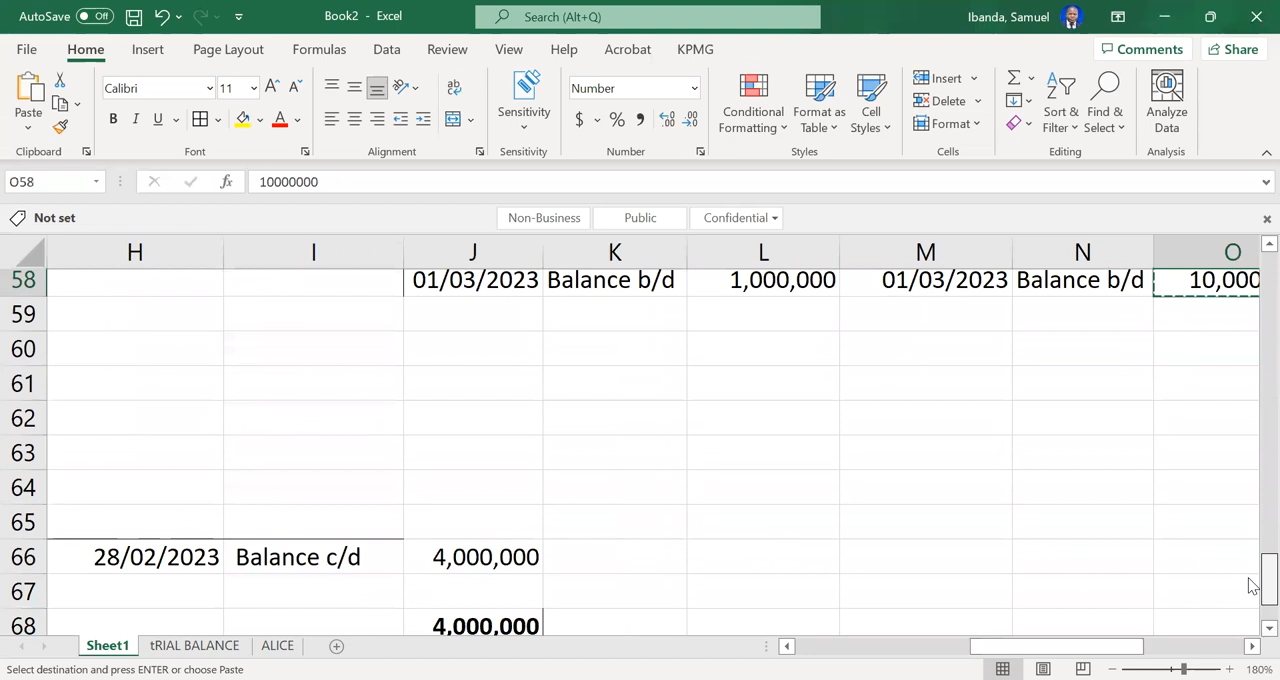 AutoSave Off Book2 - Excel Search (Alt+Q) Ibanda, Samuel
File Home Insert Page Layout Formulas Data Review View Help Acrobat KPMG Comments Share
Paste Calibri 11 A A B I U A ab Sensitivity Number $ % 9 .00 Conditional Formatting Format as Table Cell Styles Insert Delete Format Sort & Filter Find & Select Analyze Data
Clipboard Font Alignment Sensitivity Number Styles Cells Editing Analysis
O58 fx 10000000
Not set Non-Business Public Confidential
H I J K L M N O
58 01/03/2023 Balance b/d 1,000,000 01/03/2023 Balance b/d 10,000
59
60
61
62
63
64
65
66 28/02/2023 Balance c/d 4,000,000
67
68 4,000,000
Sheet1 tRIAL BALANCE ALICE
Select destination and press ENTER or choose Paste 180%